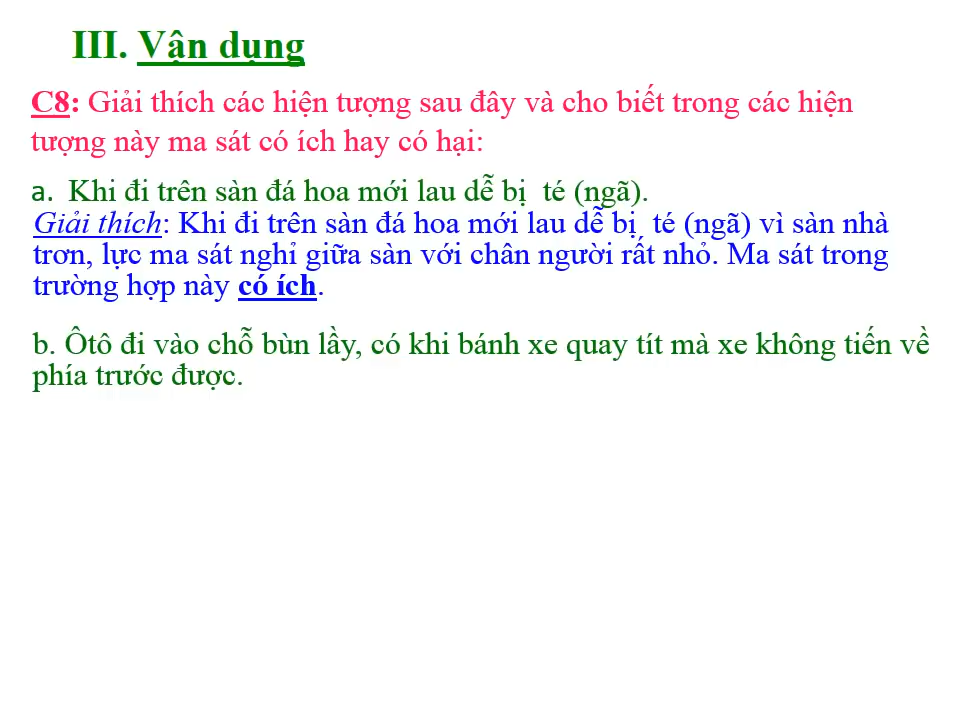 III. Vận dụng
C8: Giải thích các hiện tượng sau đây và cho biết trong các hiện
tượng này ma sát có ích hay có hại:
a. Khi đi trên sàn đá hoa mới lau dễ bị té (ngã).
Giải thích: Khi đi trên sàn đá hoa mới lau dễ bị té (ngã) vì sàn nhà
trơn, lực ma sát nghỉ giữa sàn với chân người rất nhỏ. Ma sát trong
trường hợp này có ích.
b. Ôtô đi vào chỗ bùn lầy, có khi bánh xe quay tít mà xe không tiến về
phía trước được.